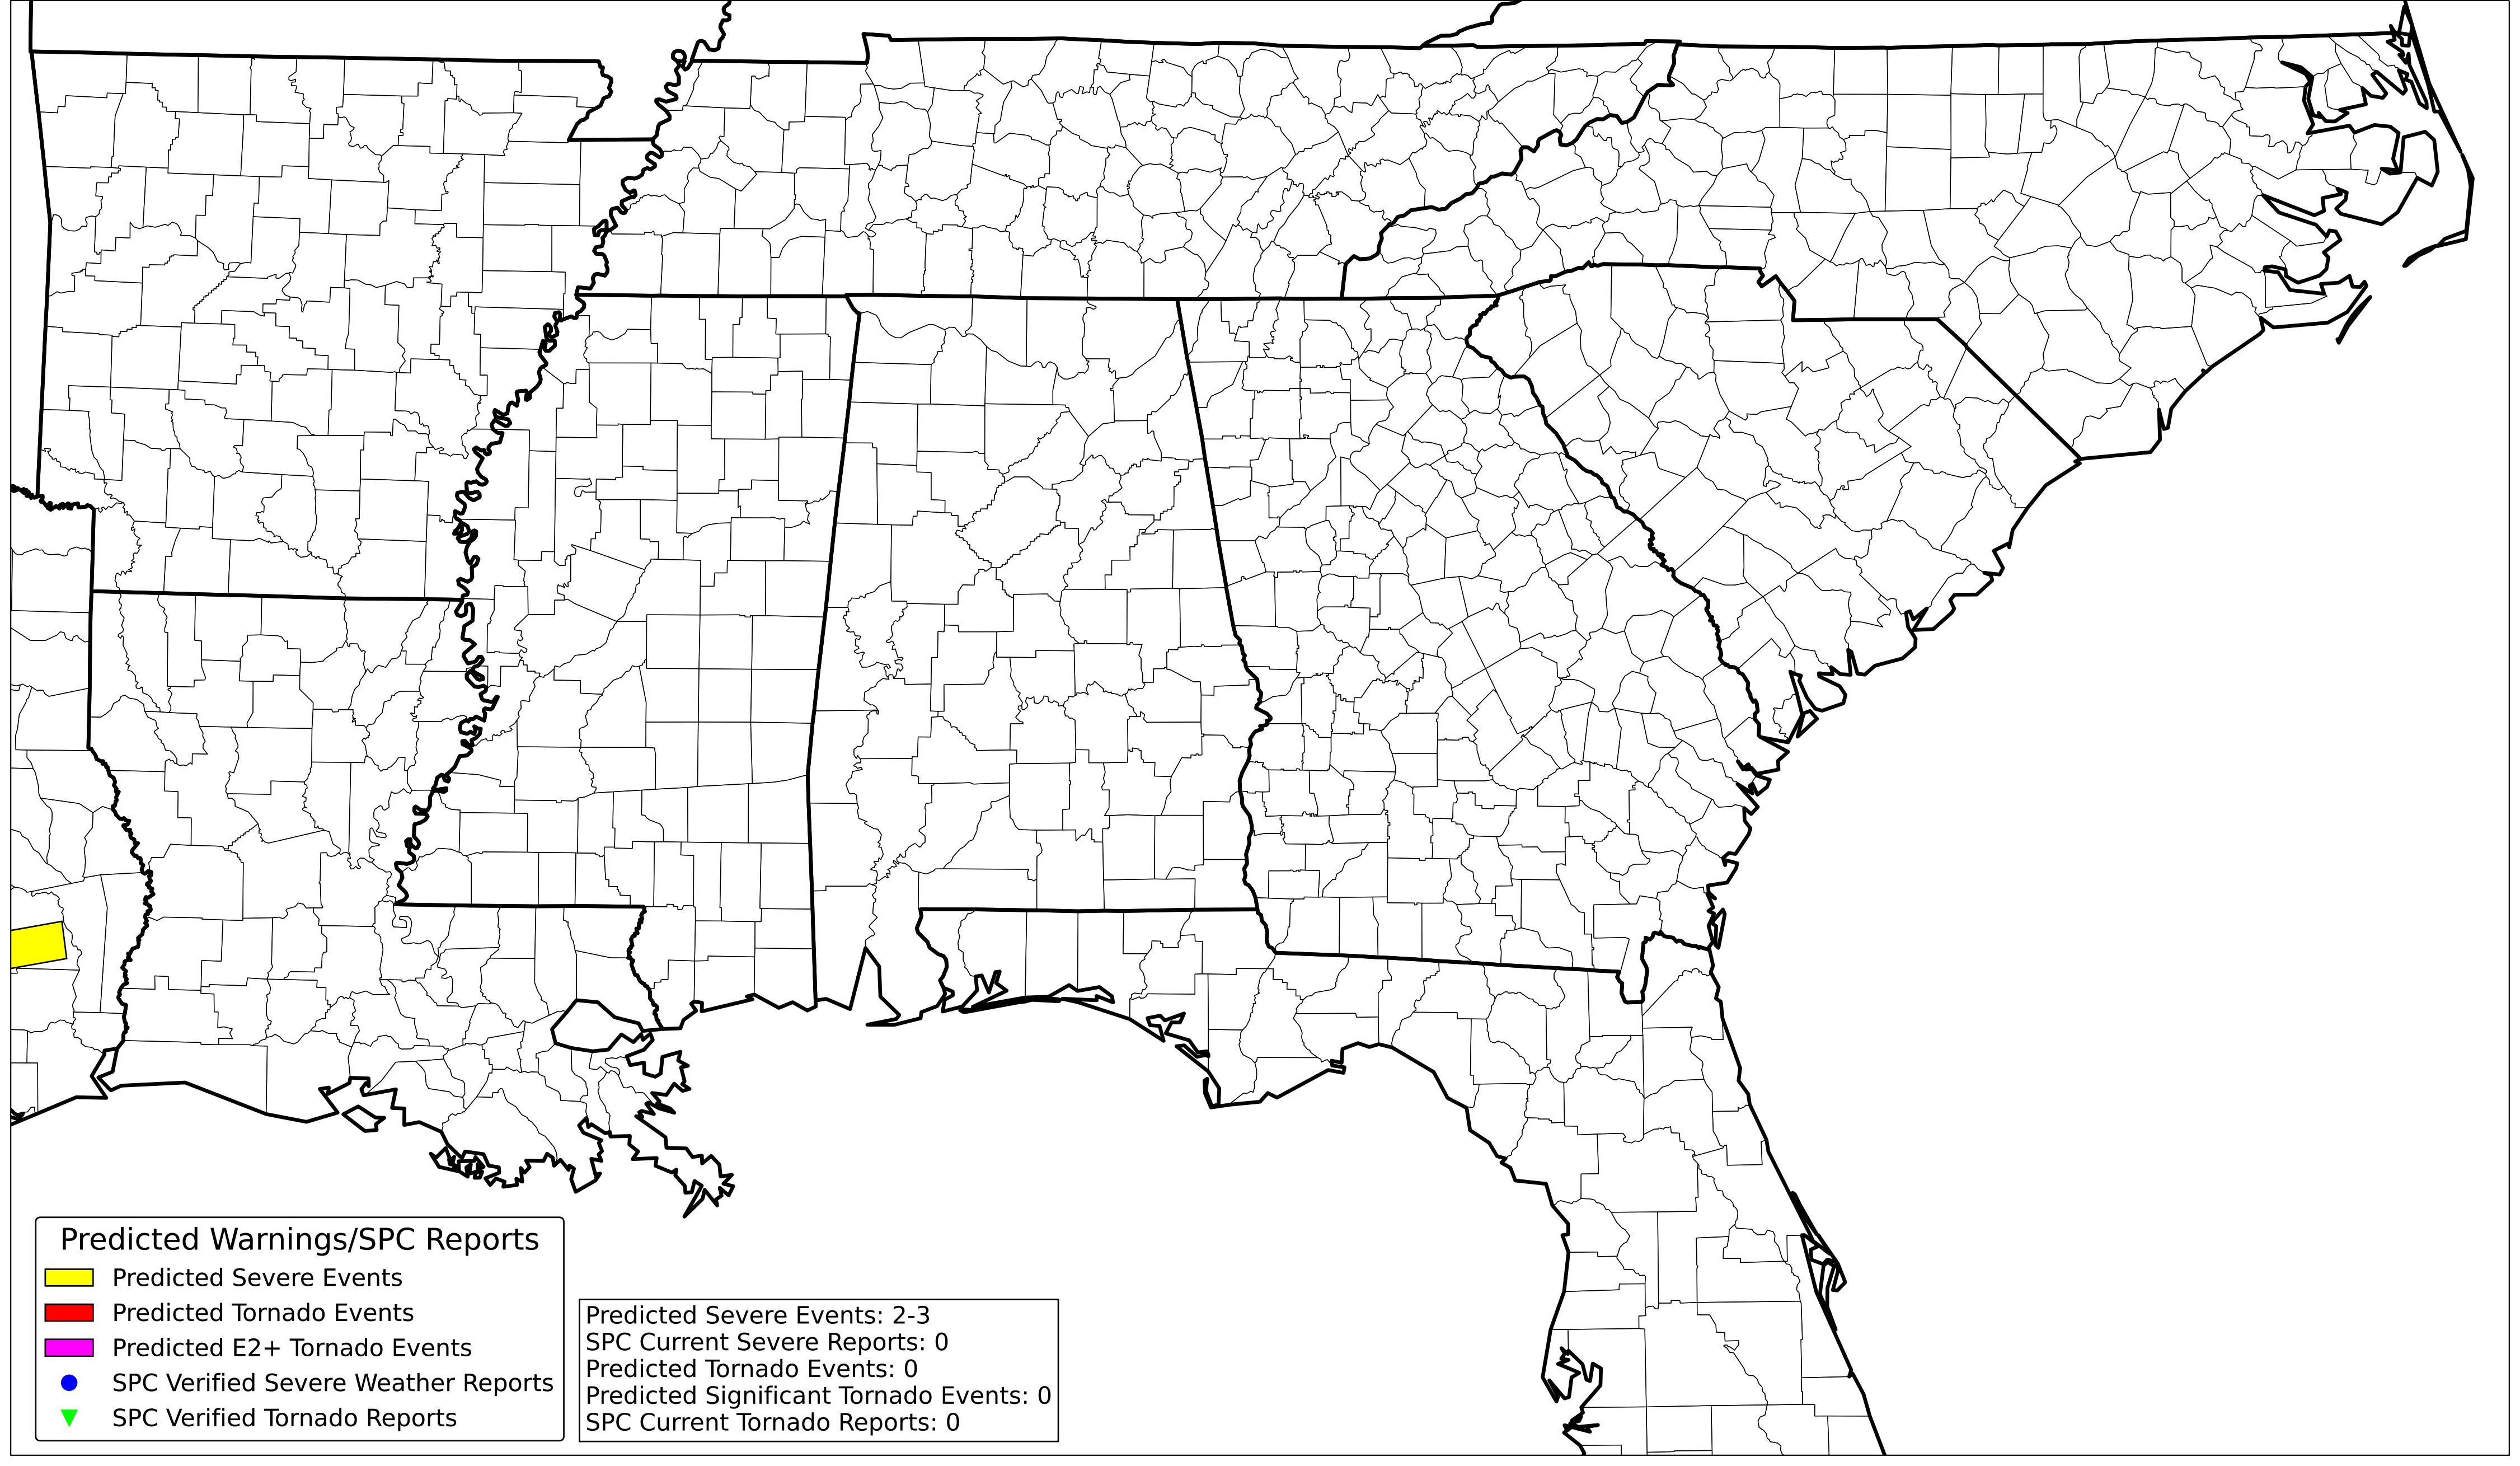 Predicted Warnings/SPC Reports
Predicted Severe Events
Predicted Tornado Events
Predicted E2+ Tornado Events
SPC Verified Severe Weather Reports
SPC Verified Tornado Reports
Predicted Severe Events: 2-3
SPC Current Severe Reports: 0
Predicted Tornado Events: 0
Predicted Significant Tornado Events: 0
SPC Current Tornado Reports: 0